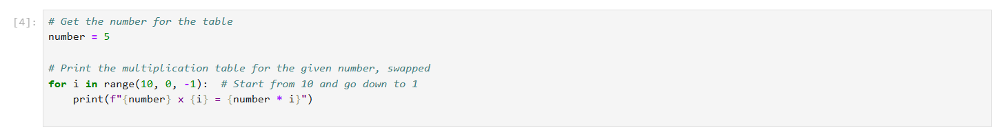 [4]: # Get the number for the table
number = 5
# Print the multiplication table for the given number, swapped
for i in range(10, 0, -1):  # Start from 10 and go down to 1
    print(f"{number} x {i} = {number * i}")